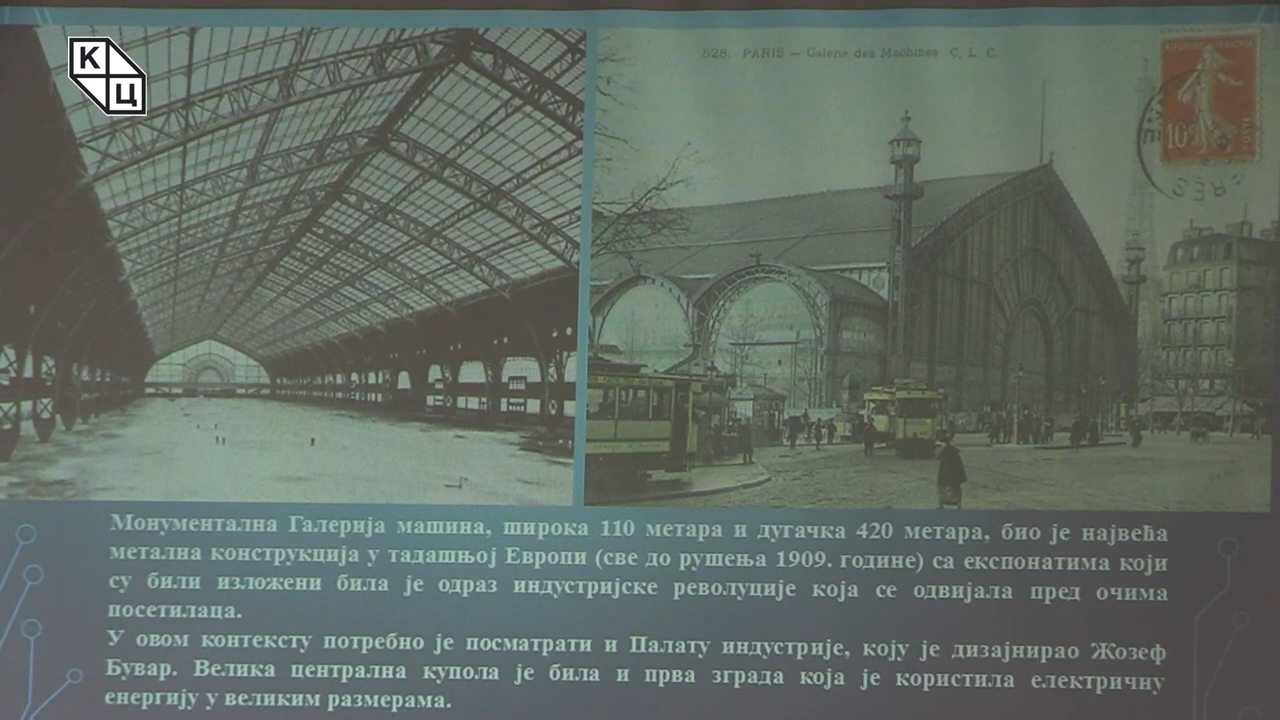 К
Ц
528. PARIS — Galerie des Machines C. L. C.
REPUBLIQUE FRANÇAISE
10c
POSTES
Монументална Галерија машина, широка 110 метара и дугачка 420 метара, био је највећа
метална конструкција у тадашњој Европи (све до рушења 1909. године) са експонатима који
су били изложени била је одраз индустријске револуције која се одвијала пред очима
посетилаца.
У овом контексту потребно је посматрати и Палату индустрије, коју је дизајнирао Жозеф
Бувар. Велика централна купола је била и прва зграда која је користила електричну
енергију у великим размерама.